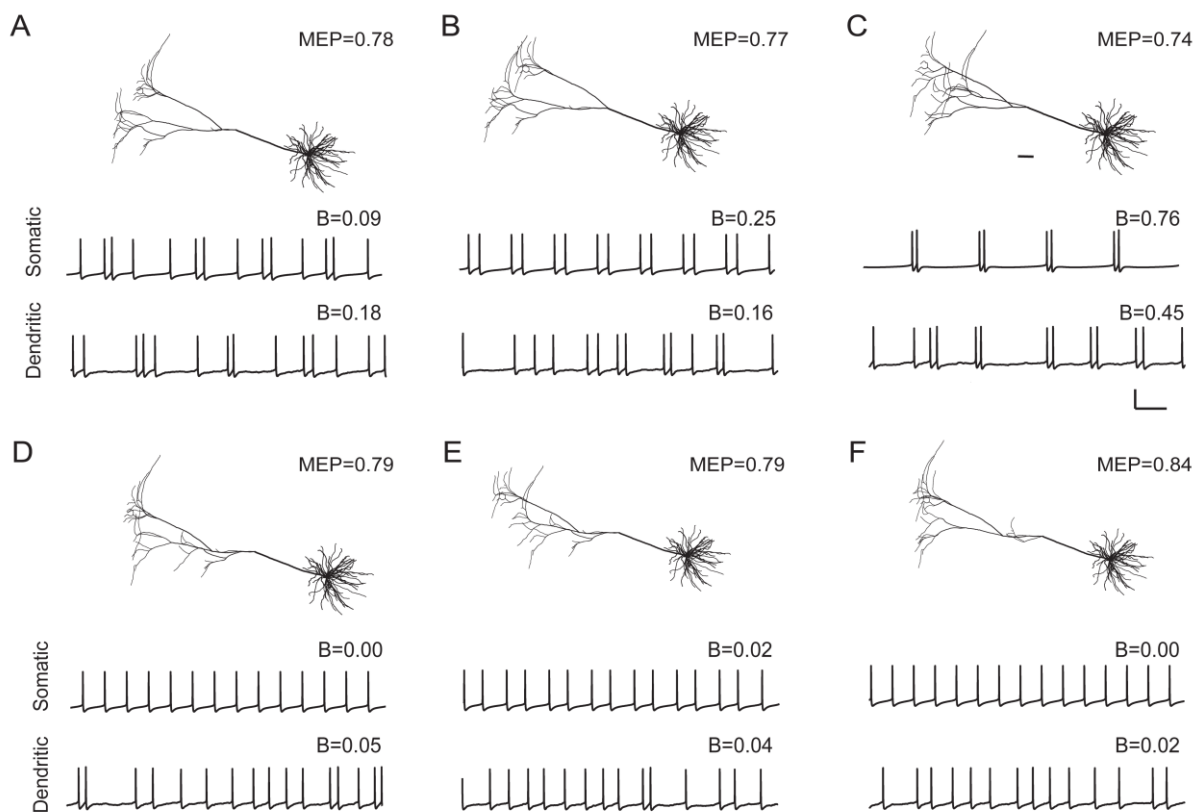 A
MEP=0.78
B
MEP=0.77
C
MEP=0.74
Somatic
B=0.09
B=0.25
B=0.76
Dendritic
B=0.18
B=0.16
B=0.45
D
MEP=0.79
E
MEP=0.79
F
MEP=0.84
Somatic
B=0.00
B=0.02
B=0.00
Dendritic
B=0.05
B=0.04
B=0.02